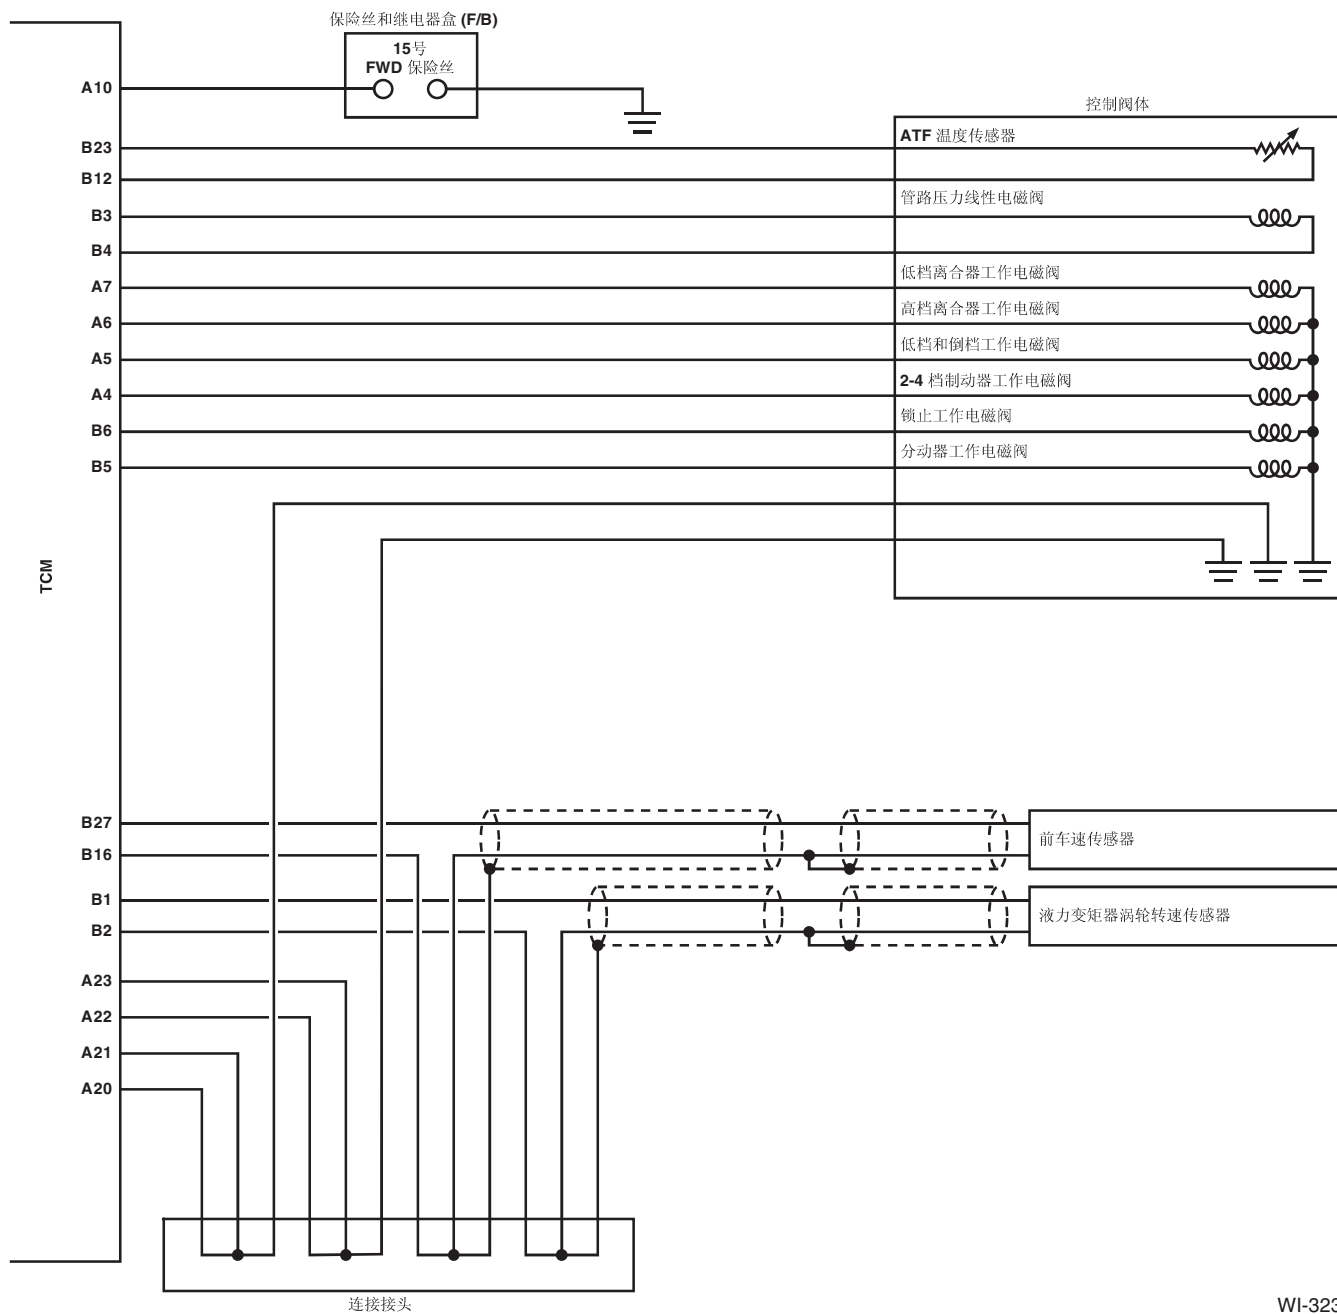 保险丝和继电器盒 (F/B)
15号
FWD 保险丝
A10
控制阀体
B23
ATF 温度传感器
B12
管路压力线性电磁阀
B3
B4
低档离合器工作电磁阀
A7
高档离合器工作电磁阀
A6
低档和倒档工作电磁阀
A5
2-4 档制动器工作电磁阀
A4
锁止工作电磁阀
B6
分动器工作电磁阀
B5
TCM
B27
前车速传感器
B16
B1
液力变矩器涡轮转速传感器
B2
A23
A22
A21
A20
连接接头
WI-323